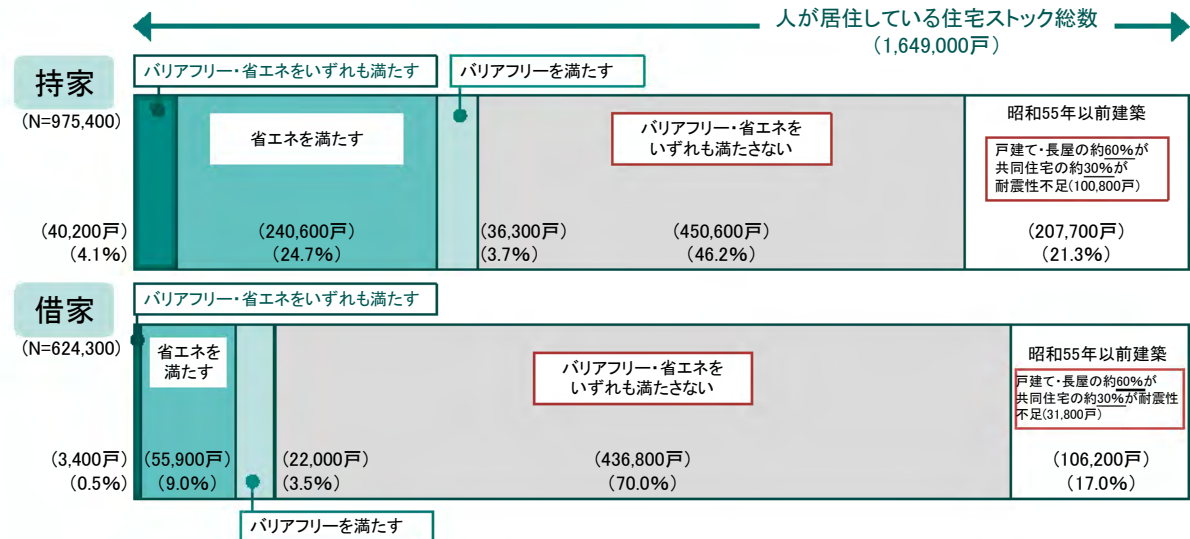 人が居住している住宅ストック総数
(1,649,000戸)
持家
(N=975,400)
バリアフリー・省エネをいずれも満たす
バリアフリーを満たす
省エネを満たす
バリアフリー・省エネを
いずれも満たさない
昭和55年以前建築
戸建て・長屋の約60%が
共同住宅の約30%が
耐震性不足(100,800戸)
(40,200戸)
(4.1%)
(240,600戸)
(24.7%)
(36,300戸)
(3.7%)
(450,600戸)
(46.2%)
(207,700戸)
(21.3%)
借家
(N=624,300)
バリアフリー・省エネをいずれも満たす
省エネを
満たす
バリアフリー・省エネを
いずれも満たさない
昭和55年以前建築
戸建て・長屋の約60%が
共同住宅の約30%が耐震性
不足(31,800戸)
(3,400戸)
(0.5%)
(55,900戸)
(9.0%)
(22,000戸)
(3.5%)
(436,800戸)
(70.0%)
(106,200戸)
(17.0%)
バリアフリーを満たす